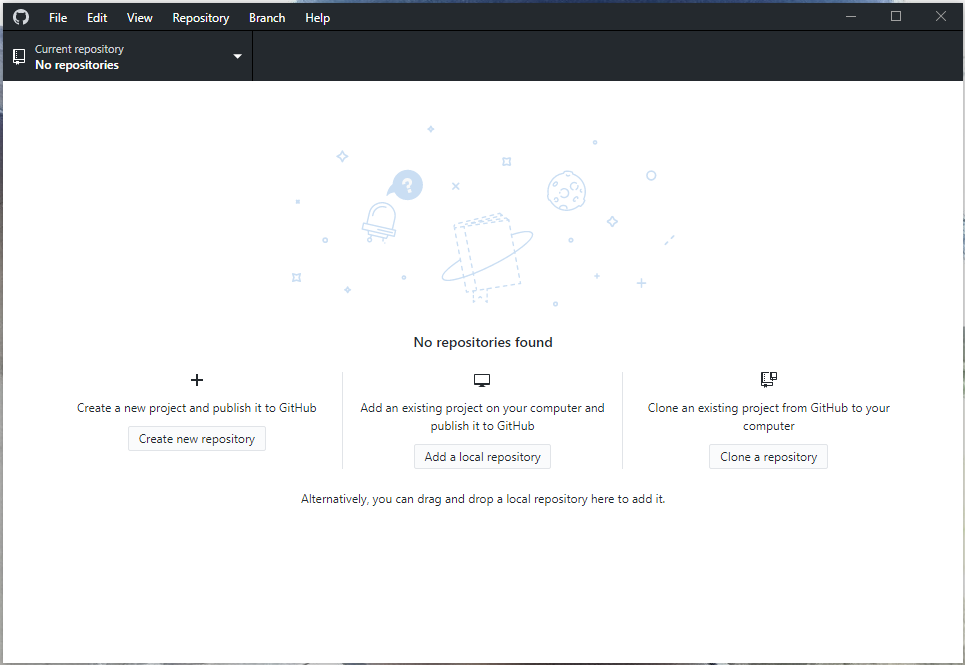 File Edit View Repository Branch Help
Current repository
No repositories
?
No repositories found
Create a new project and publish it to GitHub
Create new repository
Add an existing project on your computer and
publish it to GitHub
Add a local repository
Clone an existing project from GitHub to your
computer
Clone a repository
Alternatively, you can drag and drop a local repository here to add it.